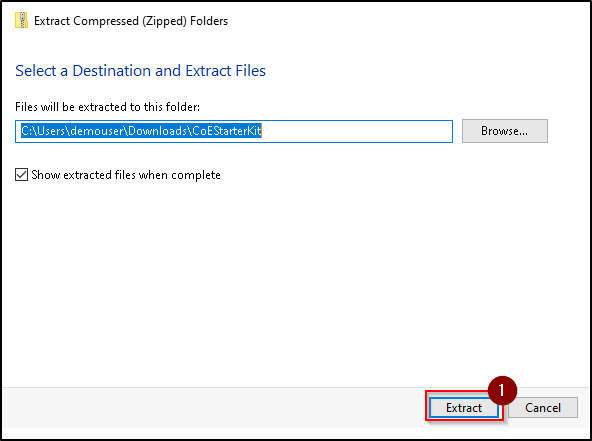 Extract Compressed (Zipped) Folders
Select a Destination and Extract Files
Files will be extracted to this folder:
C:\Users\demouser\Downloads\CoEStarterKit
Browse...
Show extracted files when complete
1
Extract
Cancel